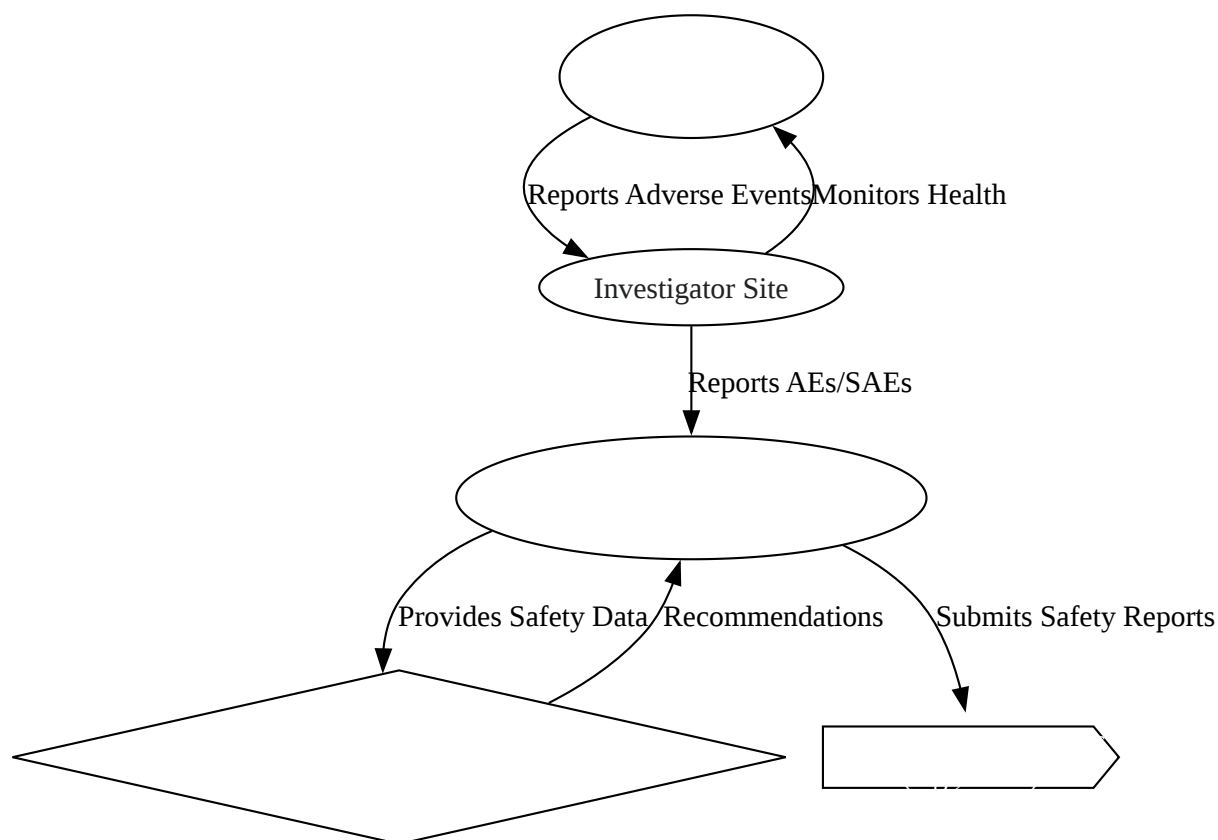 Reports Adverse Events
Monitors Health
Investigator Site
Reports AEs/SAEs
Provides Safety Data
Recommendations
Submits Safety Reports